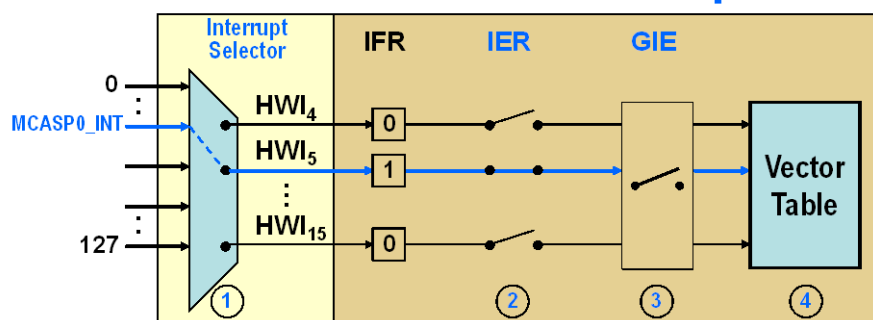 Interrupt
Selector
IFR
IER
GIE
0
:
MCASP0_INT
:
127
HWI4
HWI5
⋮
HWI15
0
1
0
Vector
Table
1
2
3
4